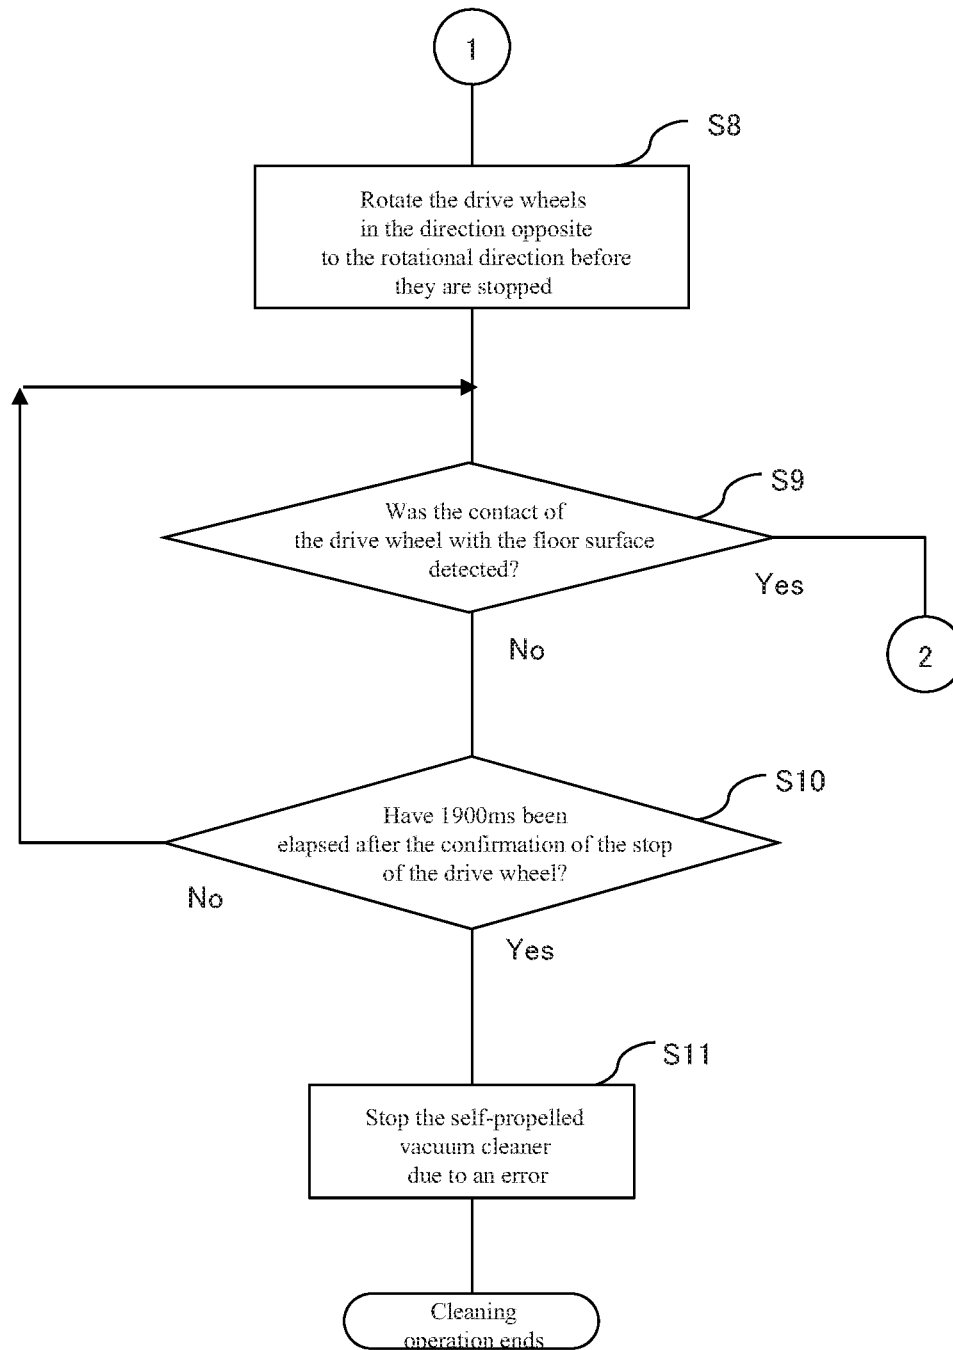 1
S8
Rotate the drive wheels
in the direction opposite
to the rotational direction before
they are stopped
S9
Was the contact of
the drive wheel with the floor surface
detected?
Yes
2
No
S10
Have 1900ms been
elapsed after the confirmation of the stop
of the drive wheel?
No
Yes
S11
Stop the self-propelled
vacuum cleaner
due to an error
Cleaning
operation ends